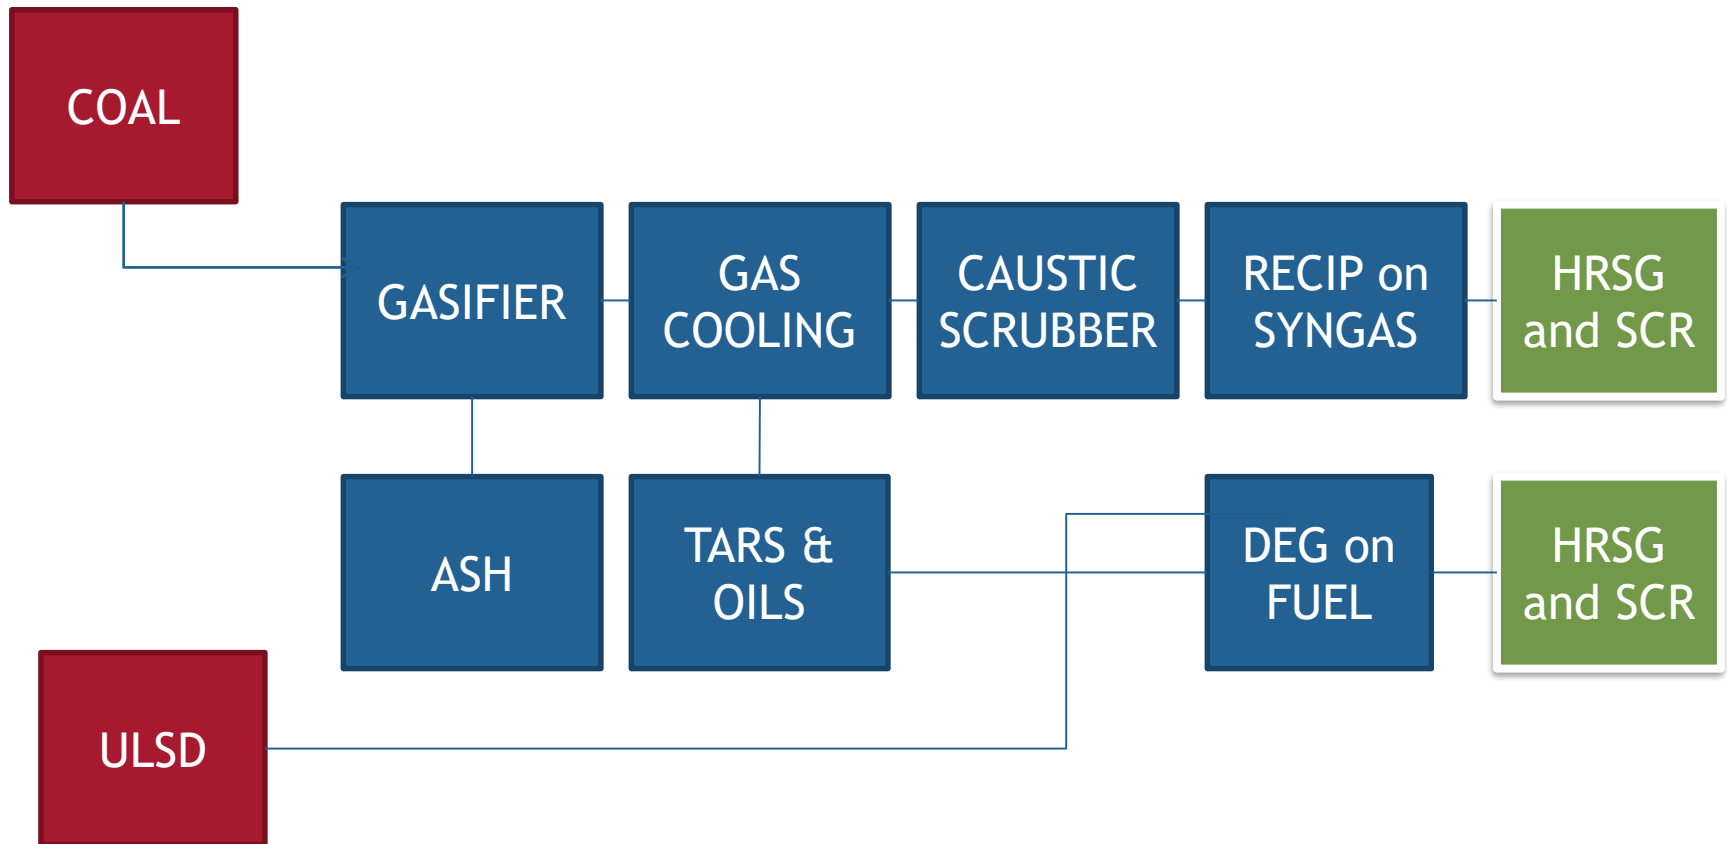 COAL
GASIFIER
GAS
COOLING
CAUSTIC
SCRUBBER
RECIP on
SYNGAS
HRSG
and SCR
ASH
TARS &
OILS
DEG on
FUEL
HRSG
and SCR
ULSD